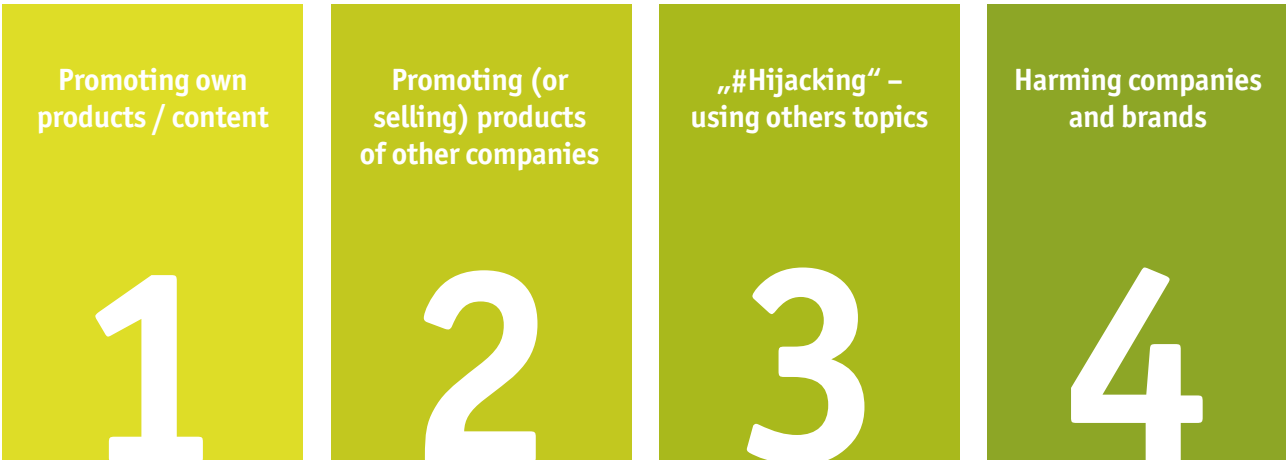 Promoting own
products / content
1
Promoting (or
selling) products
of other companies
2
„#Hijacking“ –
using others topics
3
Harming companies
and brands
4